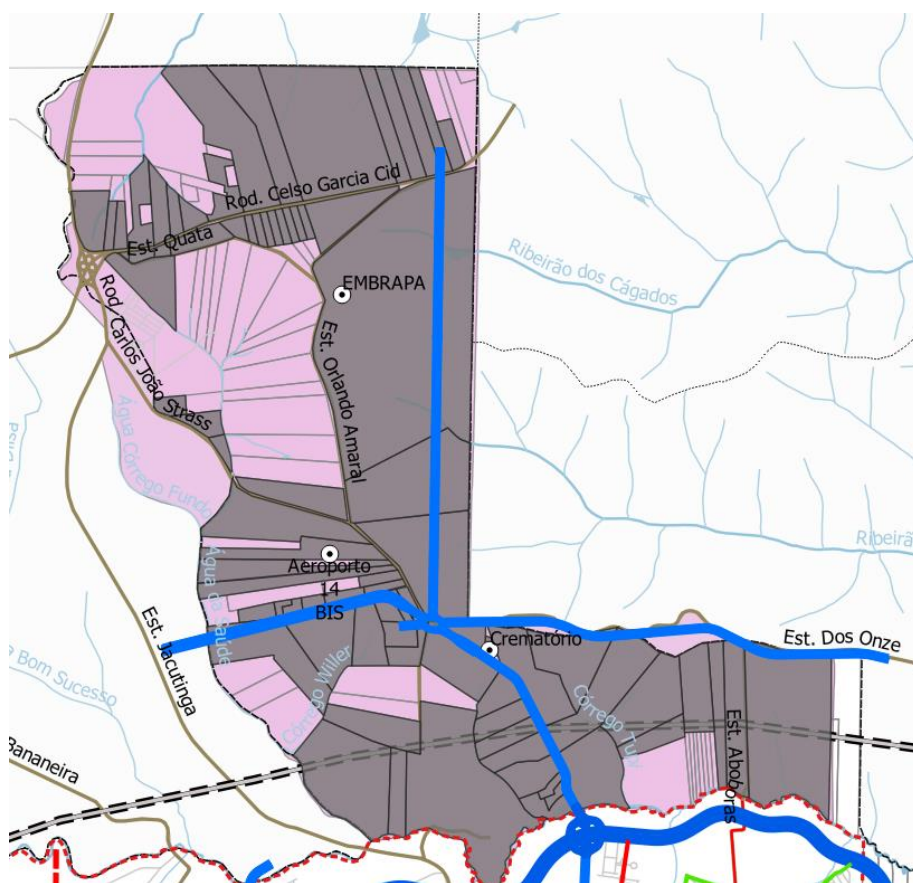 Rod. Celso Garcia Cid
Est. Quata
Ribeirão dos Cágados
EMBRAPA
Rod. Carlos João Strass
Est. Orlando Amaral
Água Córrego Fundo
Ribeirã
Aeroporto
14
BIS
Água da Saúde
Est. Jacutinga
Crematório
Est. Dos Onze
Bom Sucesso
Córrego Willer
Córrego Tupi
Est. Aboboras
Bananeira